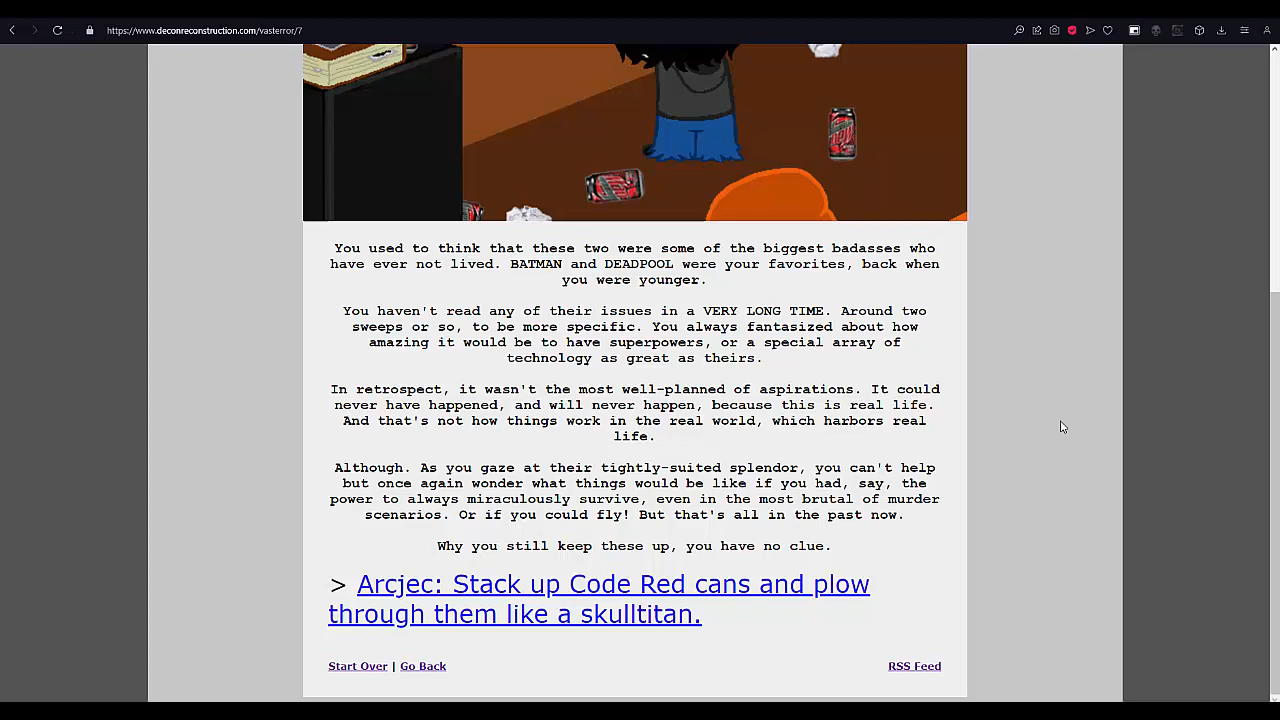 https://www.deconreconstruction.com/vasterror/7
You used to think that these two were some of the biggest badasses who
have ever not lived. BATMAN and DEADPOOL were your favorites, back when
you were younger.
You haven't read any of their issues in a VERY LONG TIME. Around two
sweeps or so, to be more specific. You always fantasized about how
amazing it would be to have superpowers, or a special array of
technology as great as theirs.
In retrospect, it wasn't the most well-planned of aspirations. It could
never have happened, and will never happen, because this is real life.
And that's not how things work in the real world, which harbors real
life.
Although. As you gaze at their tightly-suited splendor, you can't help
but once again wonder what things would be like if you had, say, the
power to always miraculously survive, even in the most brutal of murder
scenarios. Or if you could fly! But that's all in the past now.
Why you still keep these up, you have no clue.
> Arcjec: Stack up Code Red cans and plow
through them like a skulltitan.
Start Over | Go Back
RSS Feed